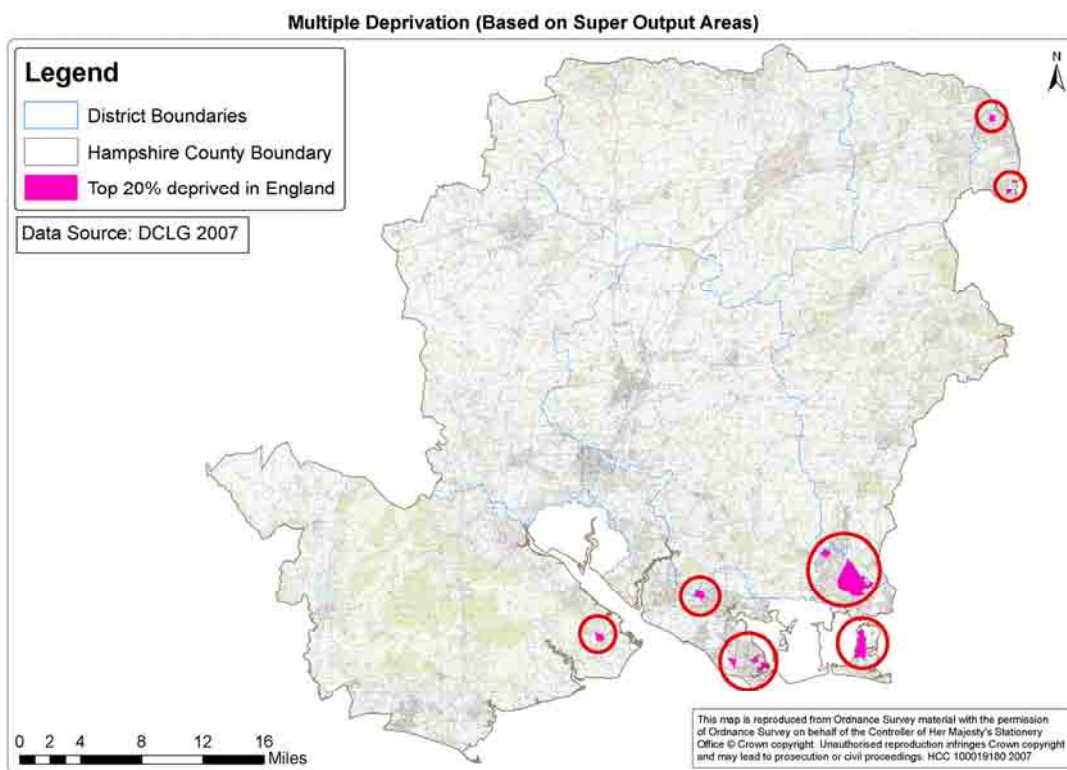 Multiple Deprivation (Based on Super Output Areas)
Legend
District Boundaries
Hampshire County Boundary
Top 20% deprived in England
Data Source: DCLG 2007
N
0 2 4 8 12 16
Miles
This map is reproduced from Ordnance Survey material with the permission
of Ordnance Survey on behalf of the Controller of Her Majesty's Stationery
Office © Crown copyright. Unauthorised reproduction infringes Crown copyright
and may lead to prosecution or civil proceedings. HCC 100019180 2007